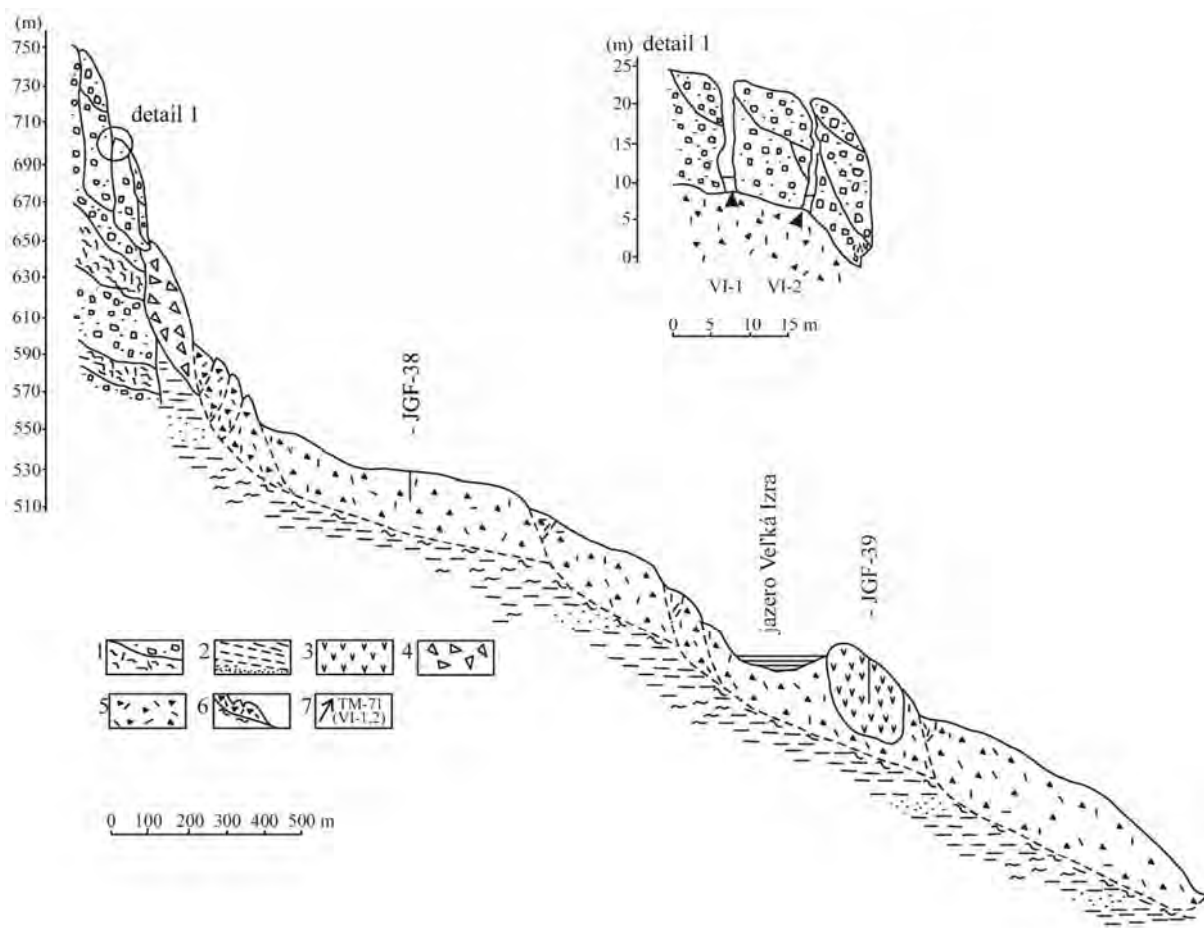 (m)
750
730
710
690
670
650
630
610
590
570
550
530
510
detail 1
(m) detail 1
25
20
15
10
5
0
VI-1 VI-2
0 5 10 15 m
- JGF-38
jazero Veľká Izra
- JGF-39
1 2 3 4
5 6 7 TM-71
(VI-1,2)
0 100 200 300 400 500 m